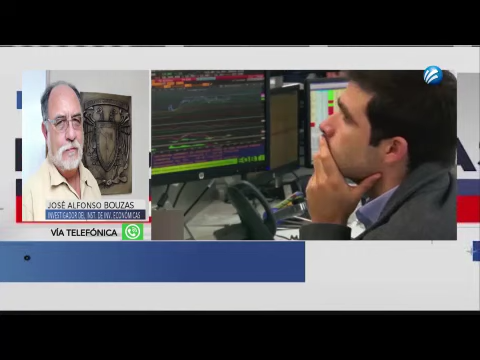 JOSÉ ALFONSO BOUZAS
INVESTIGADOR DEL INST. DE INV. ECONÓMICAS
VÍA TELEFÓNICA